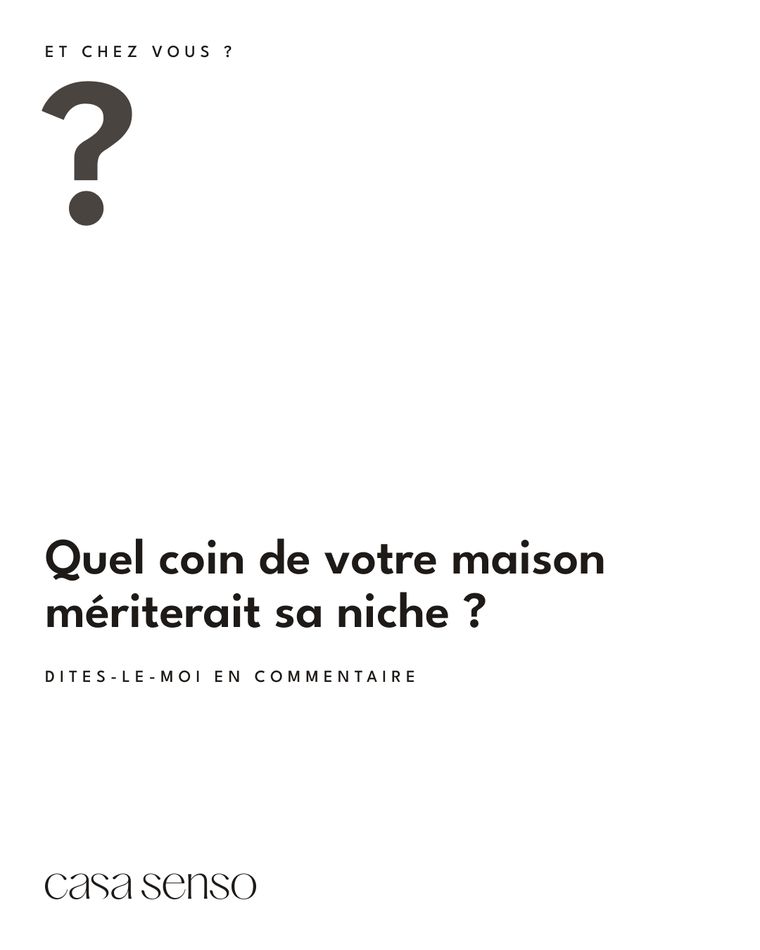 ET CHEZ VOUS ?
?
Quel coin de votre maison
mériterait sa niche ?
DITES-LE-MOI EN COMMENTAIRE
casa senso